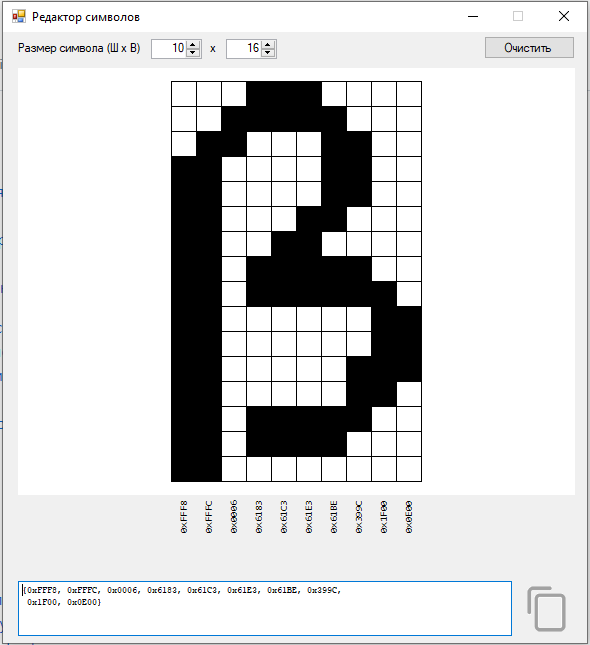 Редактор символов
Размер символа (Ш x В) 10 x 16 Очистить
0xFFF8 0xFFFC 0x0006 0x6183 0x61C3 0x61E3 0x61BE 0x399C 0x1F00 0x0E00
{0xFFF8, 0xFFFC, 0x0006, 0x6183, 0x61C3, 0x61E3, 0x61BE, 0x399C,
0x1F00, 0x0E00}